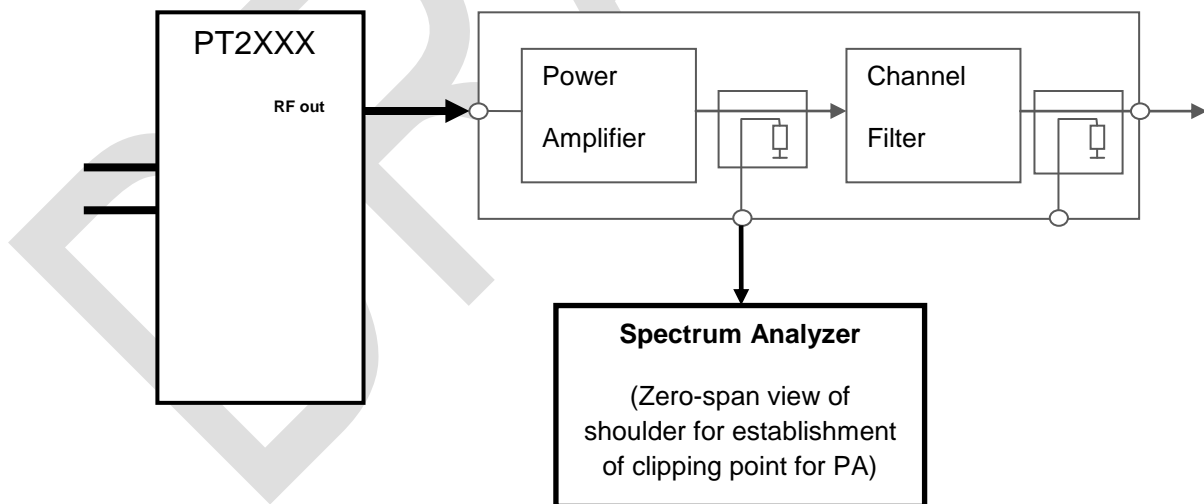 PT2XXX
RF out
Power
Amplifier
Channel
Filter
Spectrum Analyzer
(Zero-span view of
shoulder for establishment
of clipping point for PA)